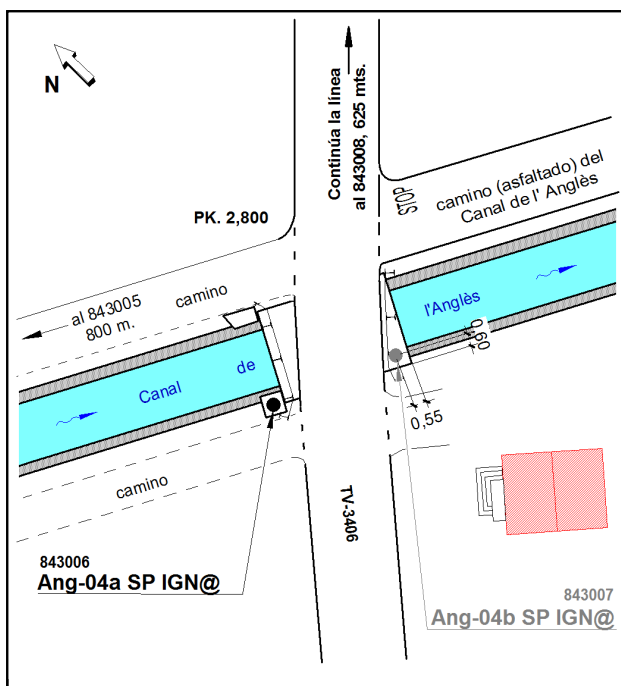 N
Continúa la línea
al 843008, 625 mts.
STOP
camino (asfaltado) del
Canal de l' Anglès
PK. 2,800
al 843005
800 m.
camino
l'Anglès
0,60
Canal de
0,55
camino
TV-3406
843006
Ang-04a SP IGN@
843007
Ang-04b SP IGN@